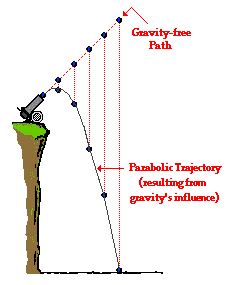 Gravity-free
Path
Parabolic Trajectory
(resulting from
gravity's influence)